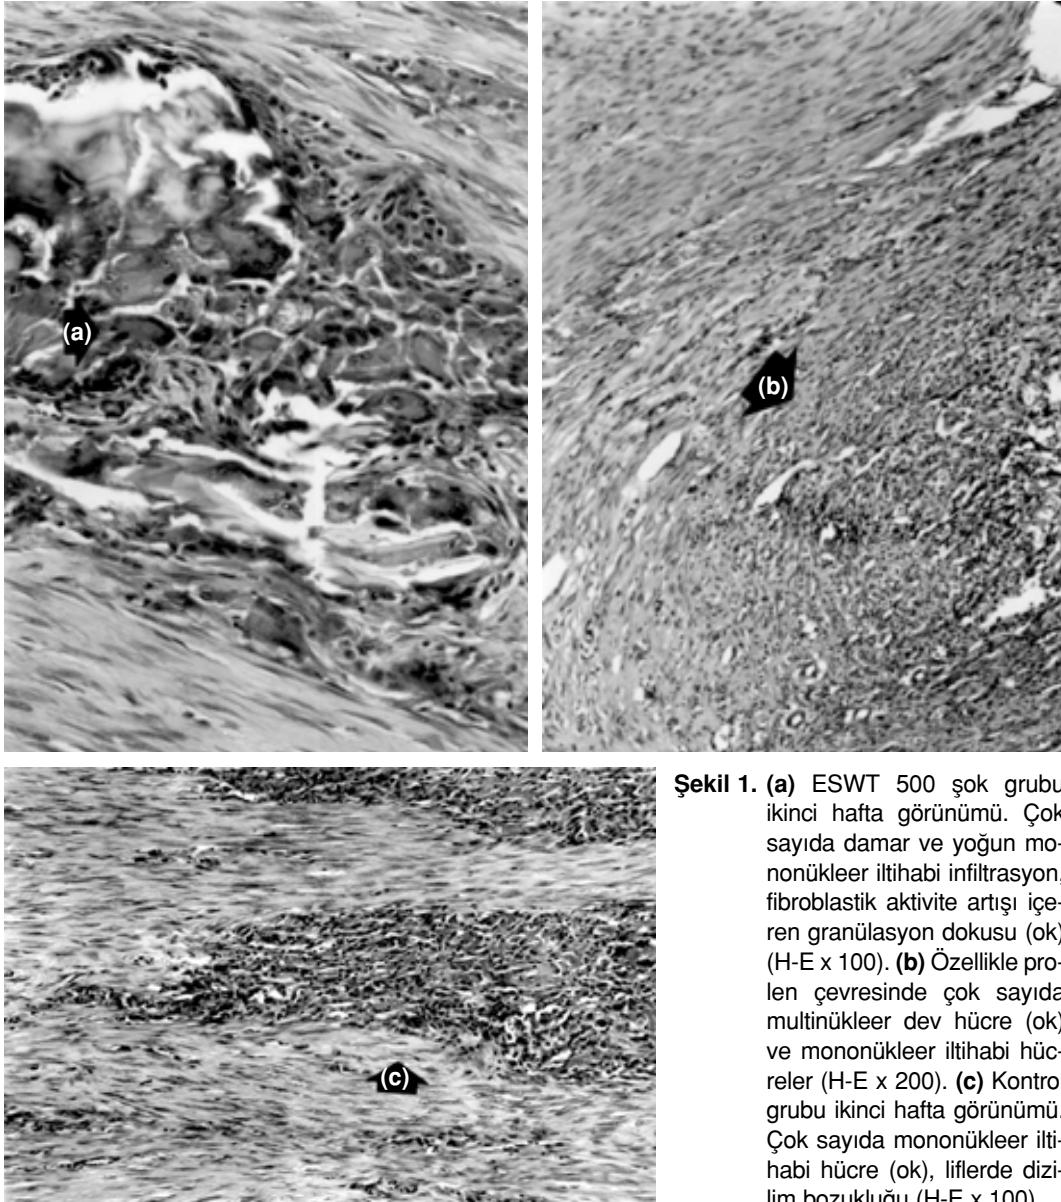 (a)
(b)
(c)
Şekil 1. (a) ESWT 500 şok grubu
ikinci hafta görünümü. Çok
sayıda damar ve yoğun mo-
nonükleer iltihabi infiltrasyon,
fibroblastik aktivite artışı içe-
ren granülasyon dokusu (ok)
(H-E x 100). (b) Özellikle pro-
len çevresinde çok sayıda
multinükleer dev hücre (ok)
ve mononükleer iltihabi hüc-
reler (H-E x 200). (c) Kontrol
grubu ikinci hafta görünümü.
Çok sayıda mononükleer ilti-
habi hücre (ok), liflerde dizi-
lim bozukluğu (H-E x 100).